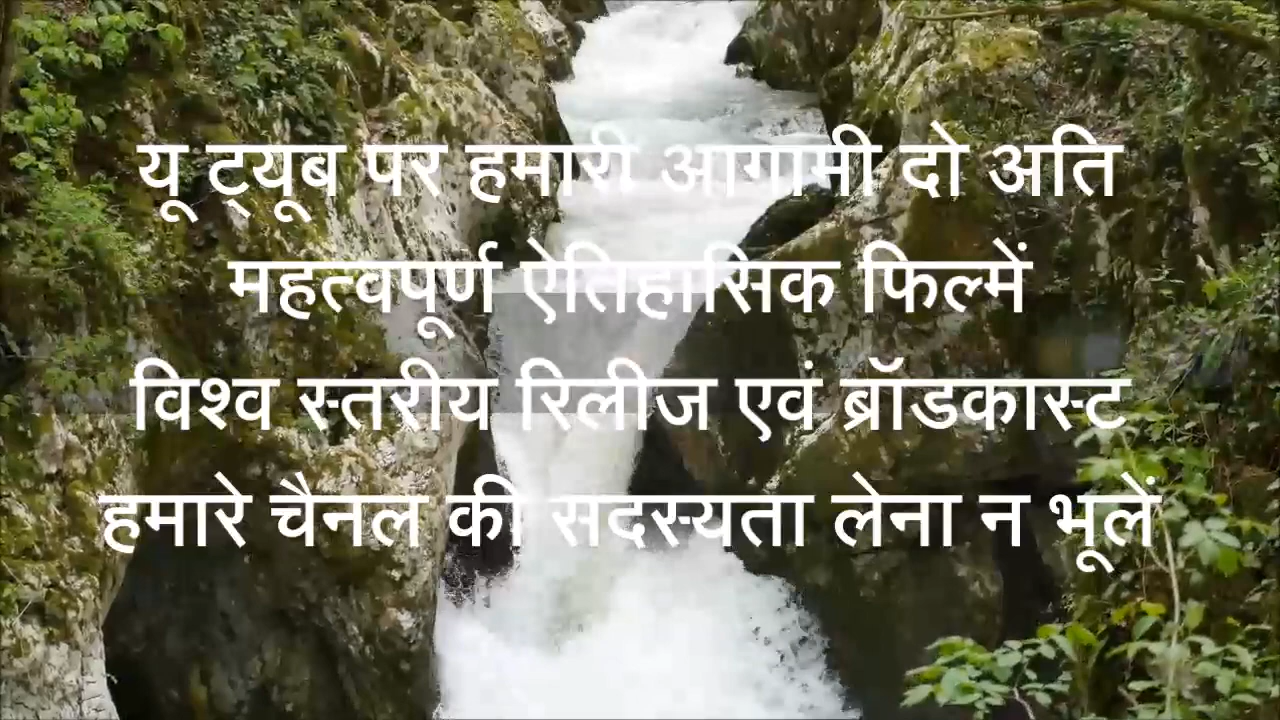 यू ट्यूब पर हमारी आगामी दो अति
महत्वपूर्ण ऐतिहासिक फिल्में
विश्व स्तरीय रिलीज एवं ब्रॉडकास्ट
हमारे चैनल की सदस्यता लेना न भूलें